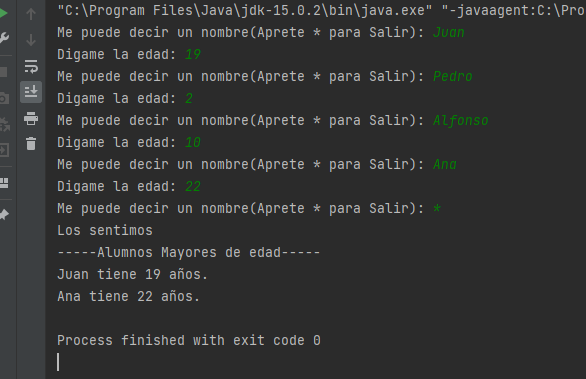 "C:\Program Files\Java\jdk-15.0.2\bin\java.exe" "-javaagent:C:\Pro
Me puede decir un nombre(Aprete * para Salir): Juan
Digame la edad: 19
Me puede decir un nombre(Aprete * para Salir): Pedro
Digame la edad: 2
Me puede decir un nombre(Aprete * para Salir): Alfonso
Digame la edad: 10
Me puede decir un nombre(Aprete * para Salir): Ana
Digame la edad: 22
Me puede decir un nombre(Aprete * para Salir): *
Los sentimos
-----Alumnos Mayores de edad-----
Juan tiene 19 años.
Ana tiene 22 años.
Process finished with exit code 0